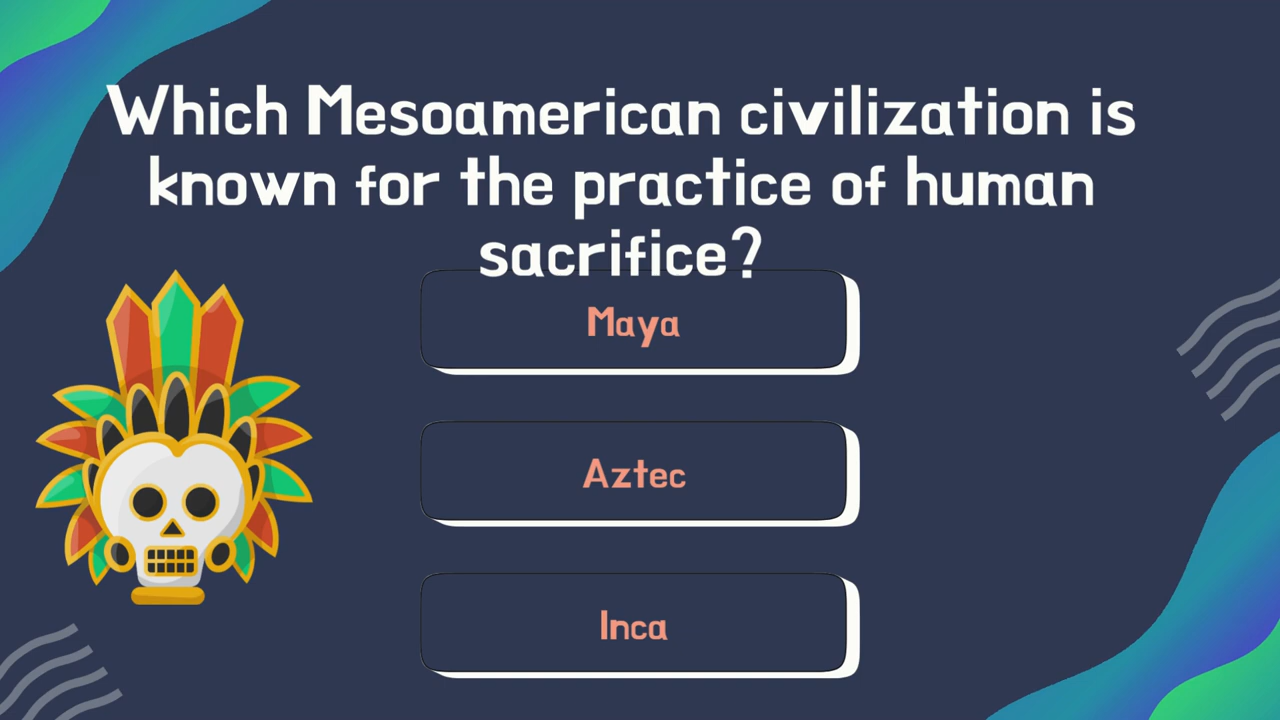 Which Mesoamerican civilization is
known for the practice of human
sacrifice?
Maya
Aztec
Inca